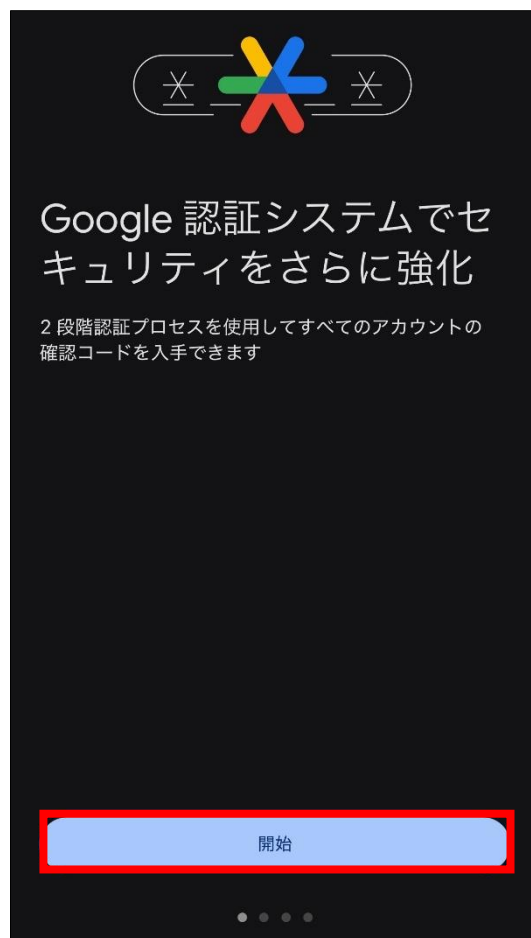 Google 認証システムでセ
キュリティをさらに強化
2 段階認証プロセスを使用してすべてのアカウントの
確認コードを入手できます
開始